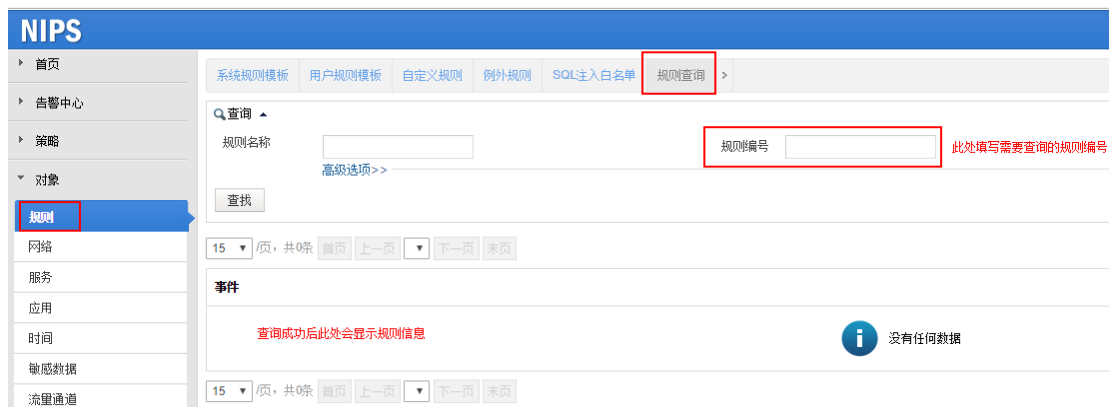 NIPS
首页
告警中心
策略
对象
规则
网络
服务
应用
时间
敏感数据
流量通道
系统规则模板 用户规则模板 自定义规则 例外规则 SQL注入白名单 规则查询 >
查询
规则名称 规则编号 此处填写需要查询的规则编号
高级选项>>
查找
15 /页，共0条 首页 上一页 下一页 末页
事件
查询成功后此处会显示规则信息 没有任何数据
15 /页，共0条 首页 上一页 下一页 末页